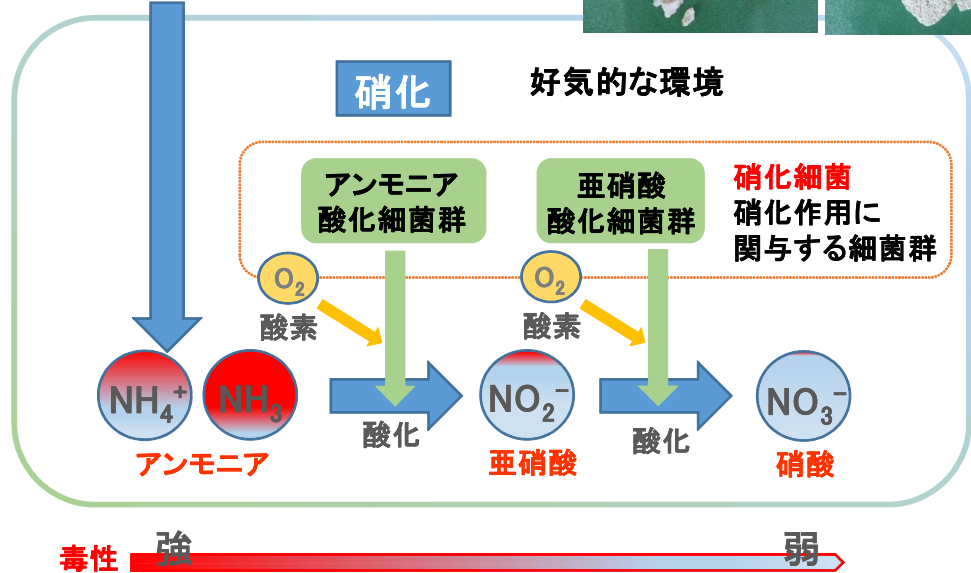 硝化
好気的な環境
アンモニア
酸化細菌群
亜硝酸
酸化細菌群
硝化細菌
硝化作用に
関与する細菌群
O₂
酸素
O₂
酸素
NH₄⁺
NH₃
酸化
NO₂⁻
酸化
NO₃⁻
アンモニア
亜硝酸
硝酸
毒性
強
弱